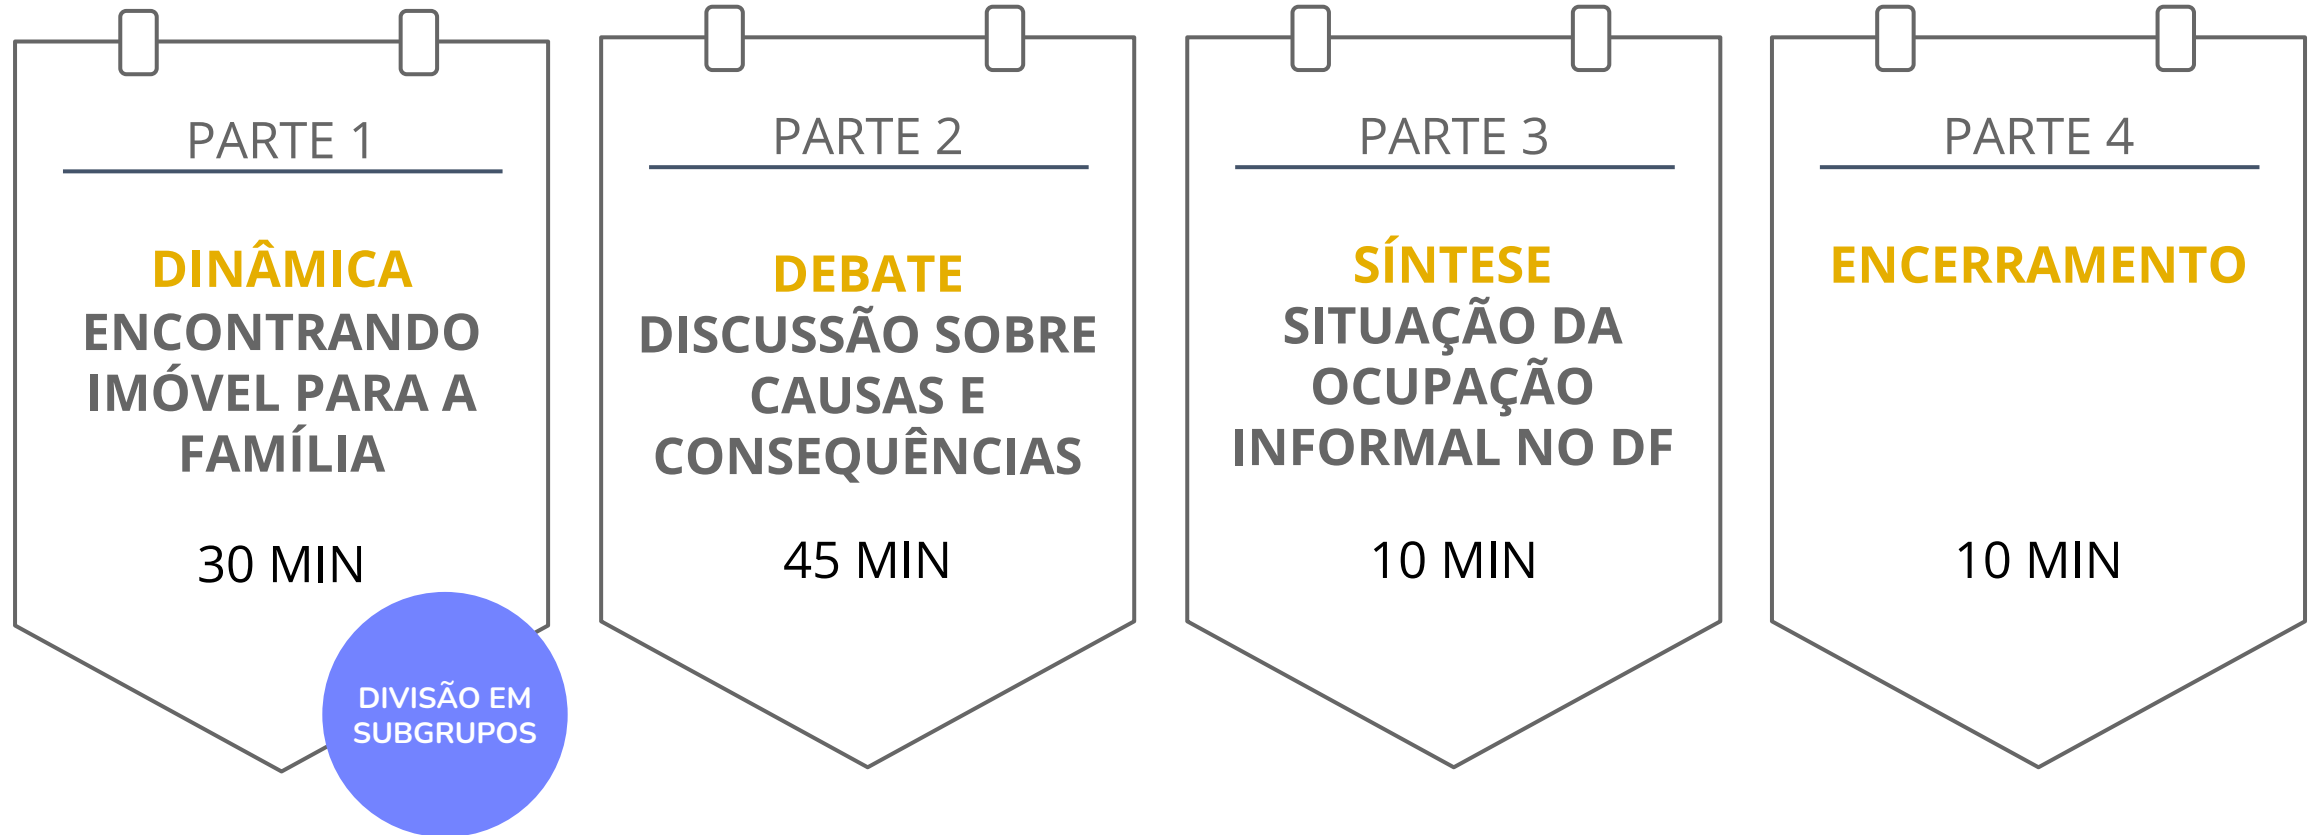 PARTE 1
DINÂMICA
ENCONTRANDO
IMÓVEL PARA A
FAMÍLIA
30 MIN
DIVISÃO EM
SUBGRUPOS
PARTE 2
DEBATE
DISCUSSÃO SOBRE
CAUSAS E
CONSEQUÊNCIAS
45 MIN
PARTE 3
SÍNTESE
SITUAÇÃO DA
OCUPAÇÃO
INFORMAL NO DF
10 MIN
PARTE 4
ENCERRAMENTO
10 MIN